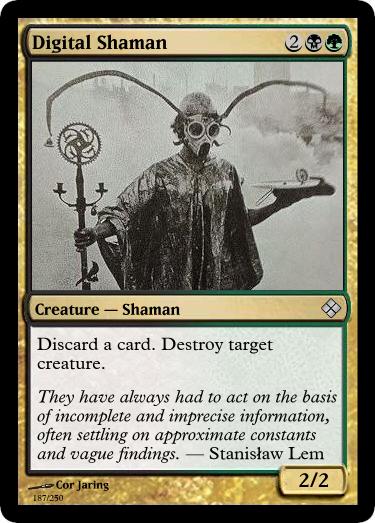 Digital Shaman 2
Creature — Shaman
Discard a card. Destroy target
creature.
They have always had to act on the basis
of incomplete and imprecise information,
often settling on approximate constants
and vague findings. — Stanisław Lem
2/2
Cor Jaring
187/250